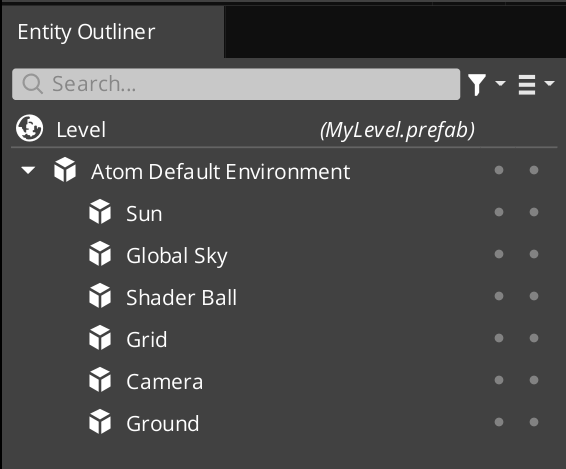 Entity Outliner
Search...
Level (MyLevel.prefab)
Atom Default Environment
Sun
Global Sky
Shader Ball
Grid
Camera
Ground